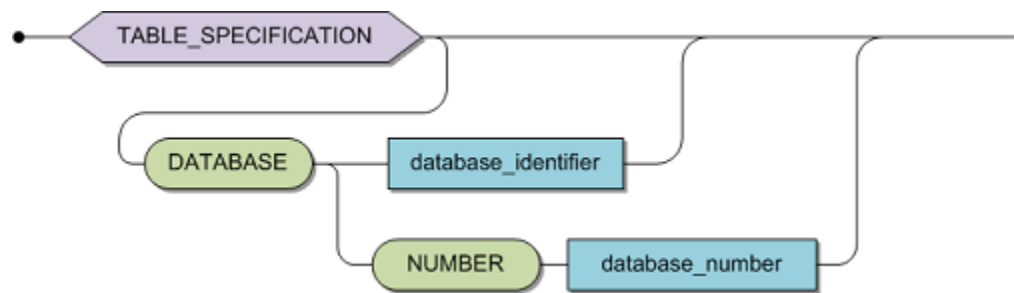 TABLE_SPECIFICATION
DATABASE database_identifier
NUMBER database_number